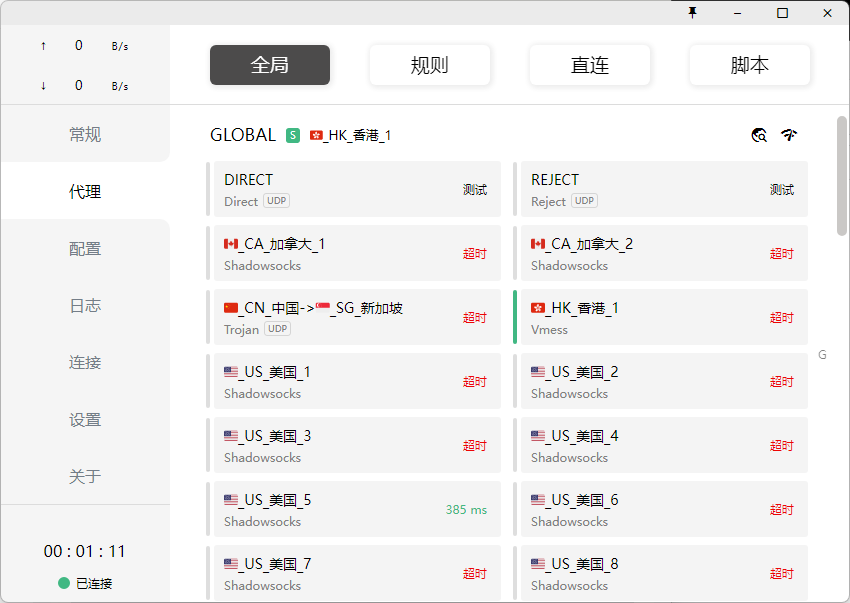 ↑ 0 B/s
↓ 0 B/s
常规
代理
配置
日志
连接
设置
关于
00 : 01 : 11
已连接
全局 规则 直连 脚本
GLOBAL S _HK_香港_1
DIRECT
Direct UDP
测试
REJECT
Reject UDP
测试
_CA_加拿大_1
Shadowsocks
超时
_CA_加拿大_2
Shadowsocks
超时
_CN_中国->_SG_新加坡
Trojan UDP
超时
_HK_香港_1
Vmess
超时
_US_美国_1
Shadowsocks
超时
_US_美国_2
Shadowsocks
超时
_US_美国_3
Shadowsocks
超时
_US_美国_4
Shadowsocks
超时
_US_美国_5
Shadowsocks
385 ms
_US_美国_6
Shadowsocks
超时
_US_美国_7
Shadowsocks
超时
_US_美国_8
Shadowsocks
超时
G